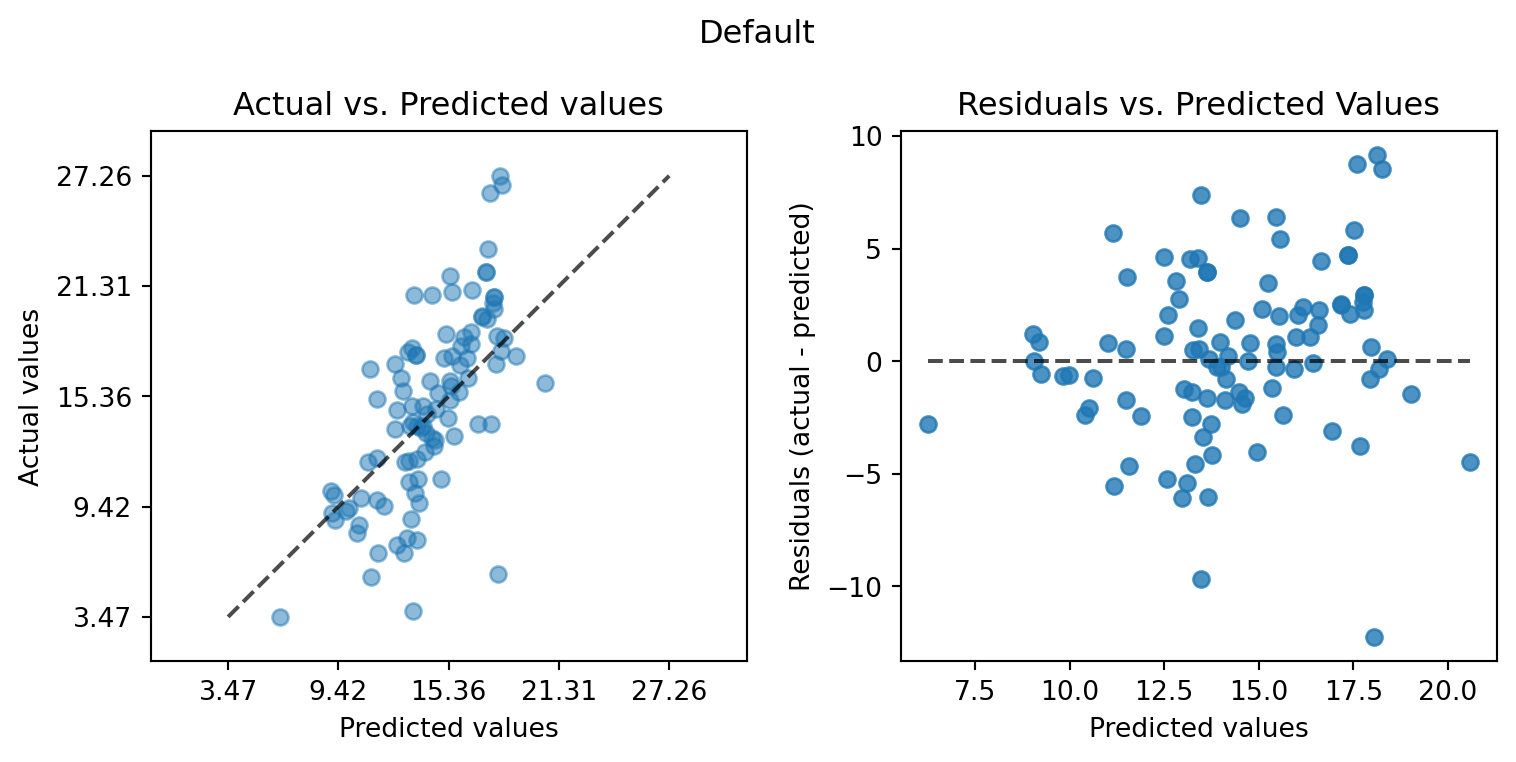 Default
Actual vs. Predicted values
Actual values
27.26
21.31
15.36
9.42
3.47
3.47 9.42 15.36 21.31 27.26
Predicted values
Residuals vs. Predicted Values
Residuals (actual - predicted)
10
5
0
−5
−10
7.5 10.0 12.5 15.0 17.5 20.0
Predicted values